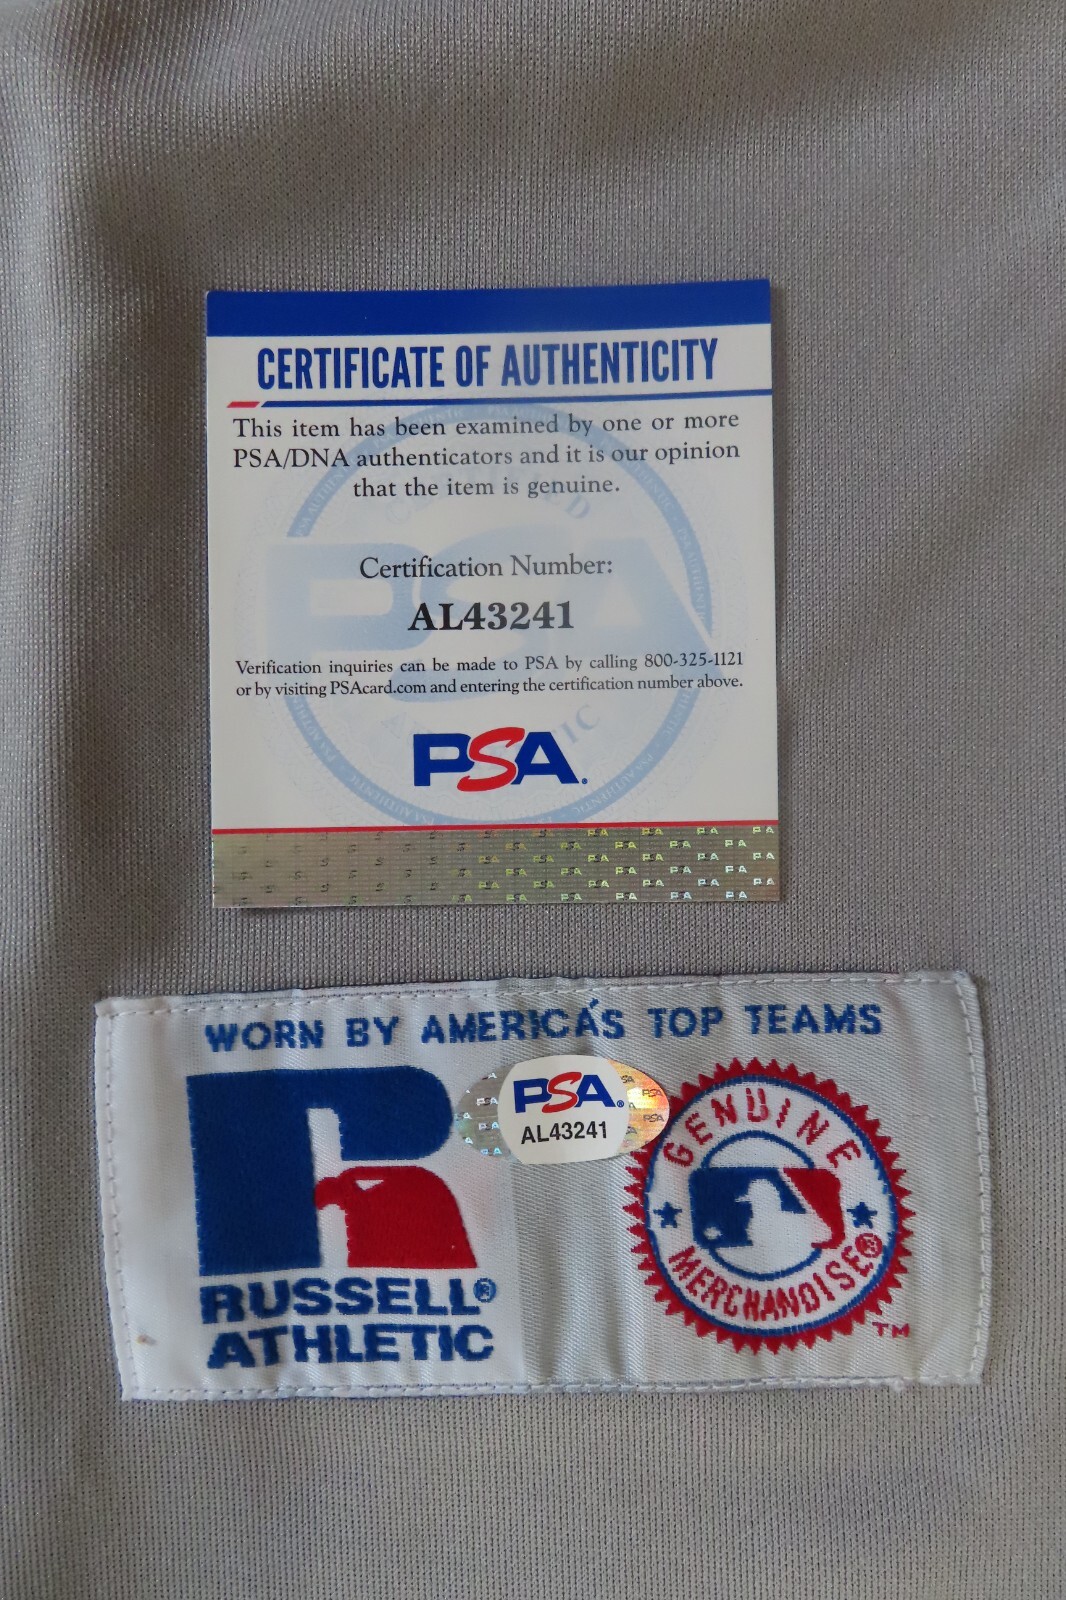 CERTIFICATE OF AUTHENTICITY
This item has been examined by one or more
PSA/DNA authenticators and it is our opinion
that the item is genuine.
Certification Number:
AL43241
Verification inquiries can be made to PSA by calling 800-325-1121
or by visiting PSAcard.com and entering the certification number above.
PSA®
WORN BY AMERICA'S TOP TEAMS
PSA®
AL43241
RUSSELL®
ATHLETIC
GENUINE
MERCHANDISE®
TM